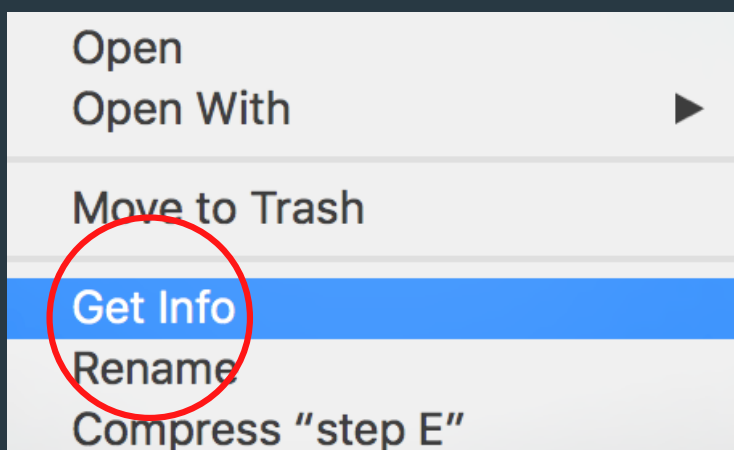 Open
Open With
Move to Trash
Get Info
Rename
Compress “step E”